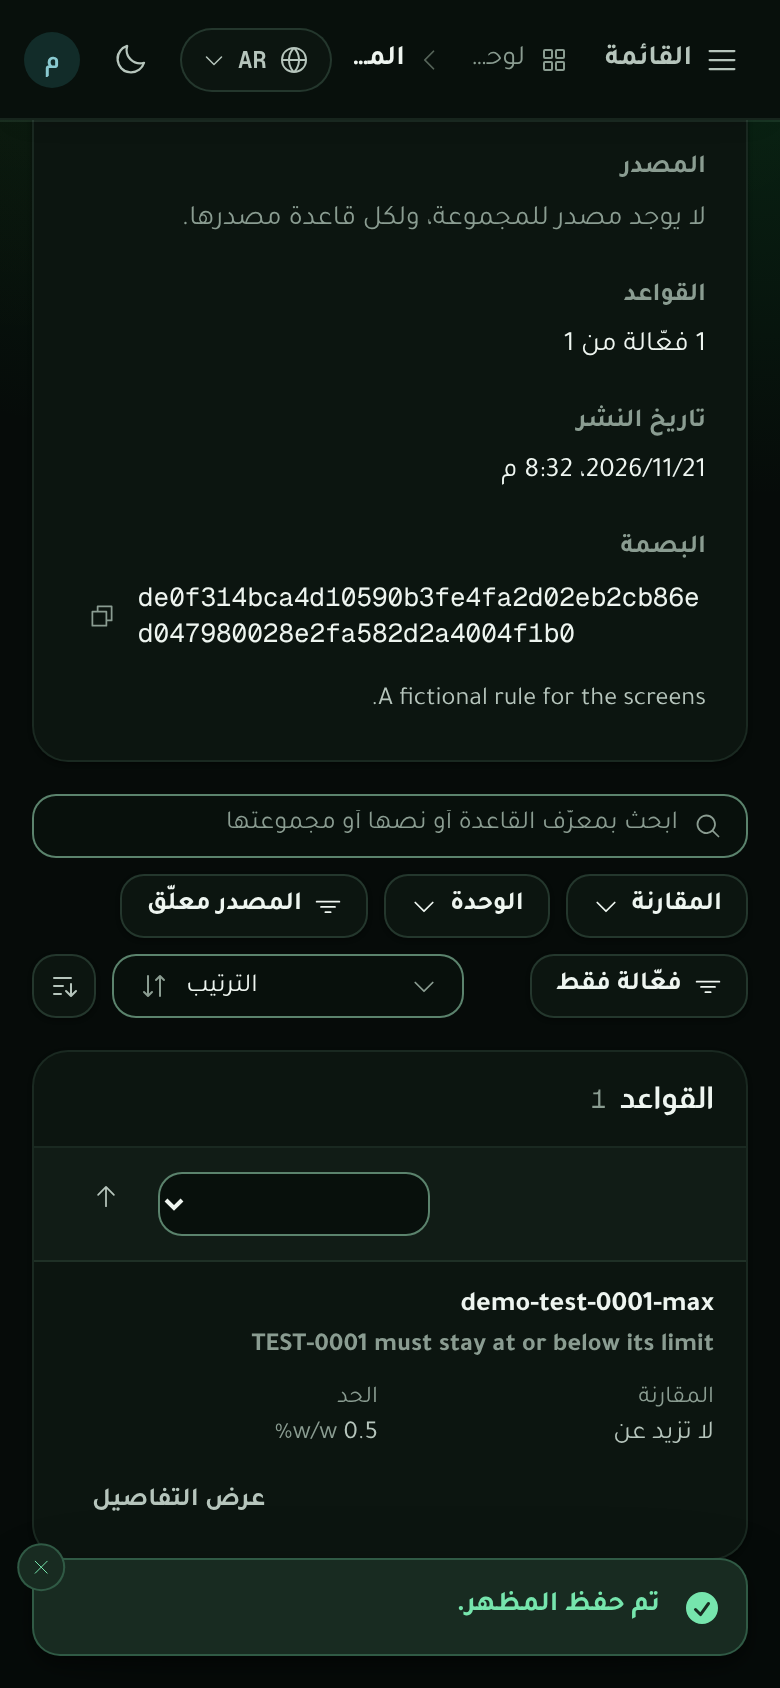 القائمة
لوحـ...
المـ...
AR
م
المصدر
لا يوجد مصدر للمجموعة، ولكل قاعدة مصدرها.
القواعد
1 فعّالة من 1
تاريخ النشر
2026/11/21، 8:32 م
البصمة
de0f314bca4d10590b3fe4fa2d02eb2cb86e
d047980028e2fa582d2a4004f1b0
A fictional rule for the screens.
ابحث بمعرّف القاعدة أو نصها أو مجموعتها
المقارنة
الوحدة
المصدر معلّق
فعّالة فقط
الترتيب
القواعد 1
demo-test-0001-max
TEST-0001 must stay at or below its limit
المقارنة
الحد
لا تزيد عن
0.5 %w/w
عرض التفاصيل
تم حفظ المظهر.